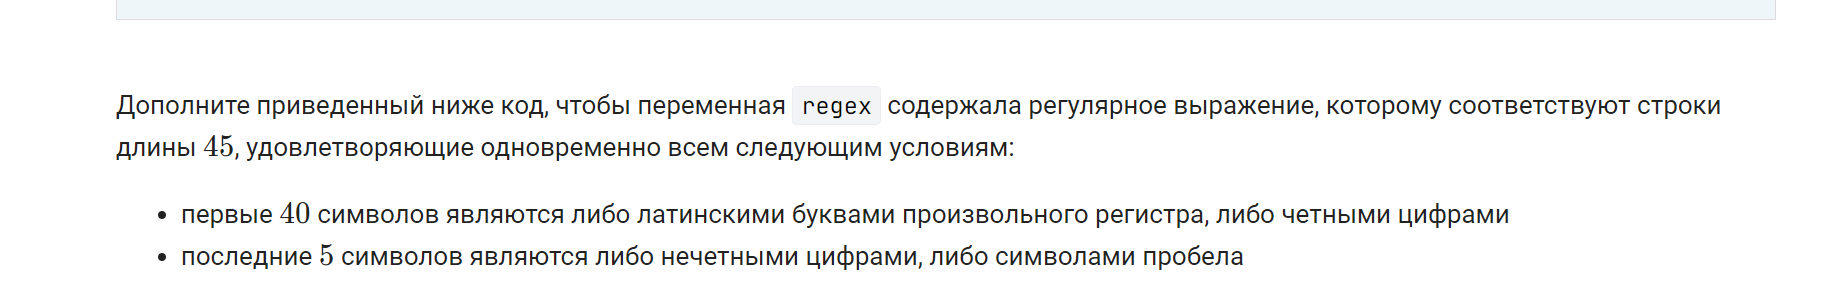 Дополните приведенный ниже код, чтобы переменная regex содержала регулярное выражение, которому соответствуют строки
длины 45, удовлетворяющие одновременно всем следующим условиям:
• первые 40 символов являются либо латинскими буквами произвольного регистра, либо четными цифрами
• последние 5 символов являются либо нечетными цифрами, либо символами пробела